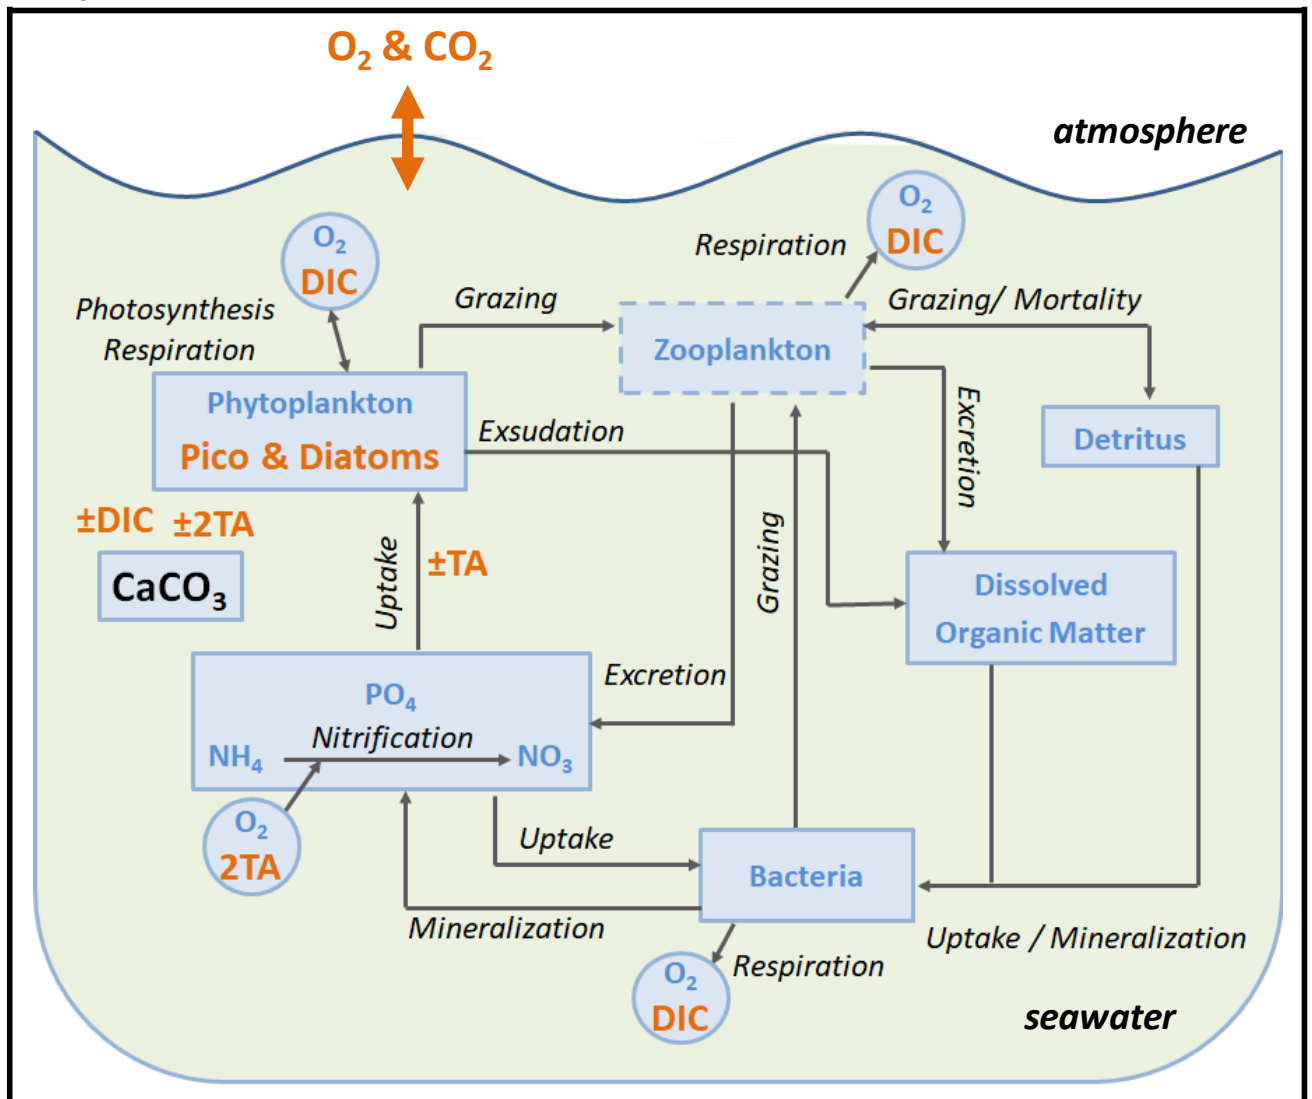 O₂ & CO₂
atmosphere
O₂
DIC
Respiration
O₂
DIC
Photosynthesis
Respiration
Grazing
Grazing/ Mortality
Zooplankton
Phytoplankton
Pico & Diatoms
Exsudation
Excretion
Detritus
±DIC
±2TA
CaCO₃
Uptake
±TA
Grazing
Dissolved
Organic Matter
Excretion
PO₄
Nitrification
NH₄
NO₃
O₂
2TA
Uptake
Bacteria
Mineralization
Uptake / Mineralization
Respiration
O₂
DIC
seawater